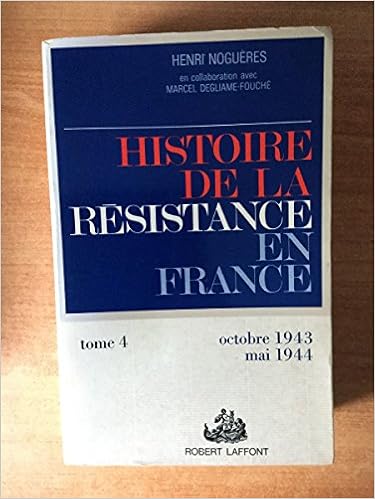 HENRI NOGUÈRES
en collaboration avec
MARCEL DEGLIAME-FOUCHÉ
HISTOIRE
DE LA
RÉSISTANCE
EN
FRANCE
tome 4
octobre 1943
mai 1944
ROBERT LAFFONT